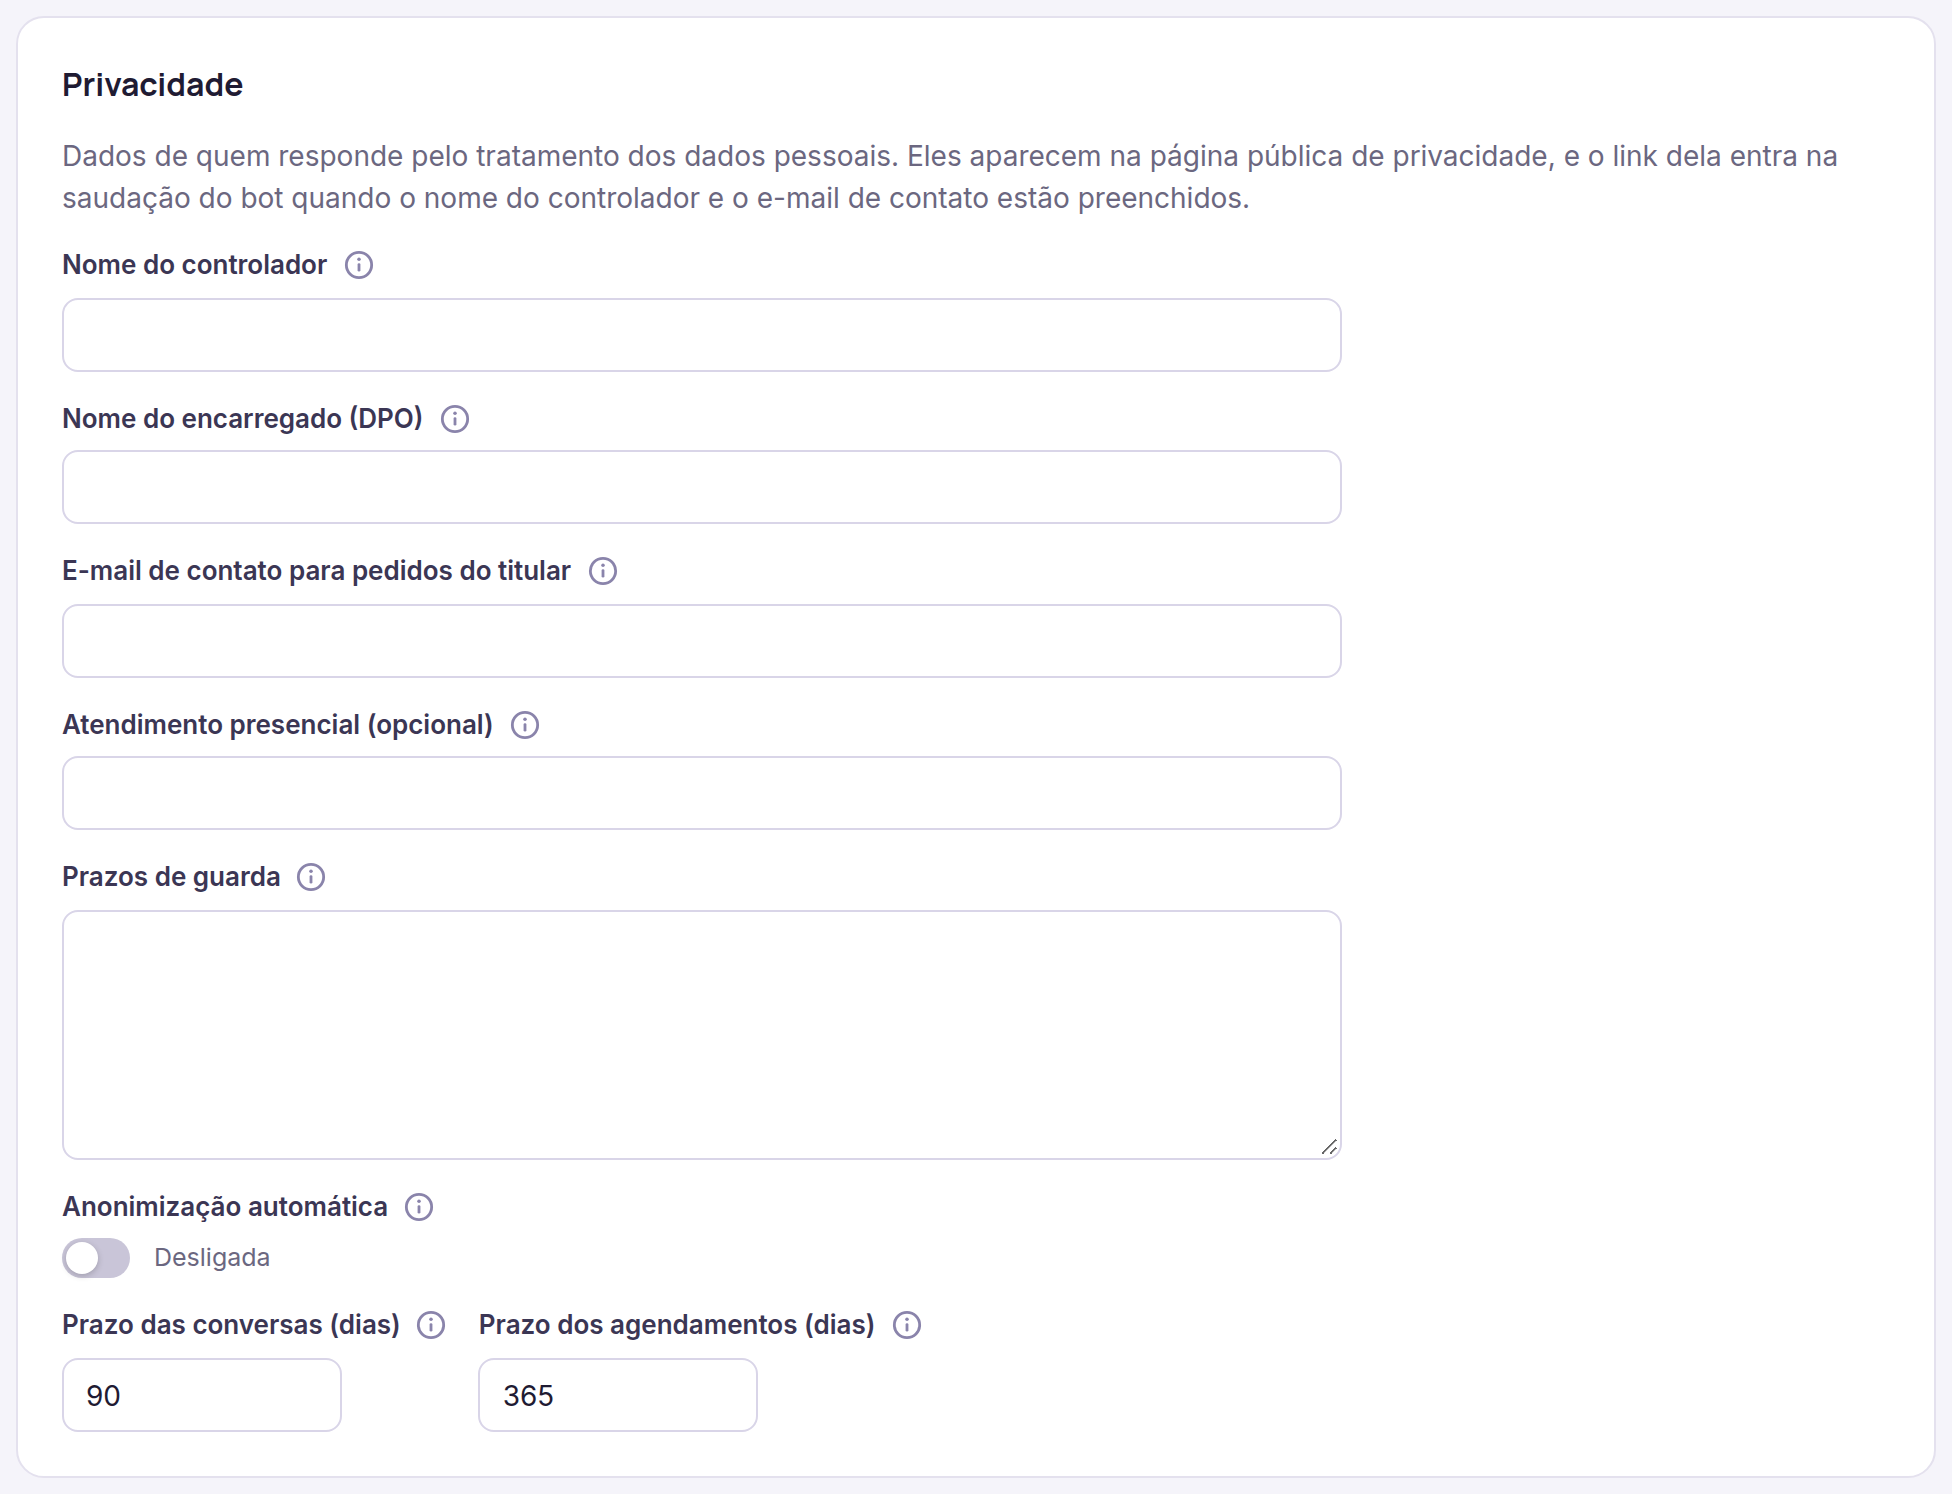 Privacidade
Dados de quem responde pelo tratamento dos dados pessoais. Eles aparecem na página pública de privacidade, e o link dela entra na
saudação do bot quando o nome do controlador e o e-mail de contato estão preenchidos.
Nome do controlador
Nome do encarregado (DPO)
E-mail de contato para pedidos do titular
Atendimento presencial (opcional)
Prazos de guarda
Anonimização automática
Desligada
Prazo das conversas (dias) Prazo dos agendamentos (dias)
90 365